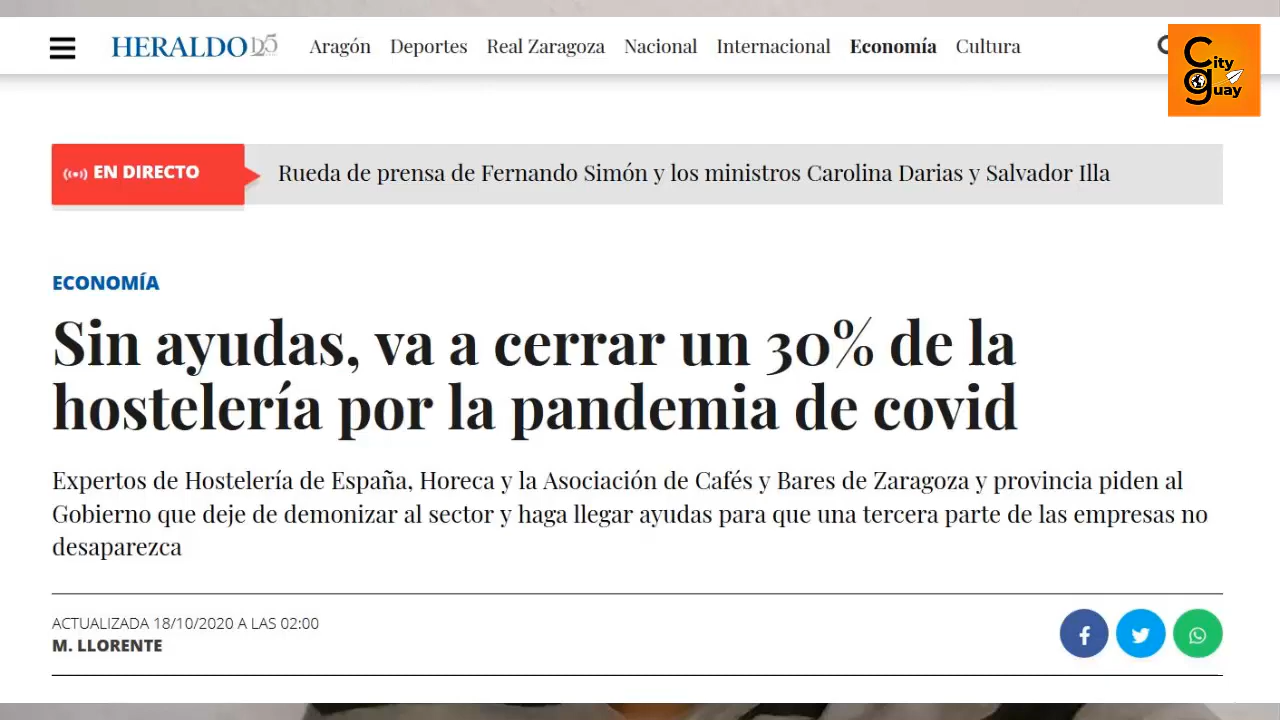 HERALDO 125 Aragón Deportes Real Zaragoza Nacional Internacional Economía Cultura
City
guay
EN DIRECTO Rueda de prensa de Fernando Simón y los ministros Carolina Darias y Salvador Illa
ECONOMÍA
Sin ayudas, va a cerrar un 30% de la
hostelería por la pandemia de covid
Expertos de Hostelería de España, Horeca y la Asociación de Cafés y Bares de Zaragoza y provincia piden al
Gobierno que deje de demonizar al sector y haga llegar ayudas para que una tercera parte de las empresas no
desaparezca
ACTUALIZADA 18/10/2020 A LAS 02:00
M. LLORENTE